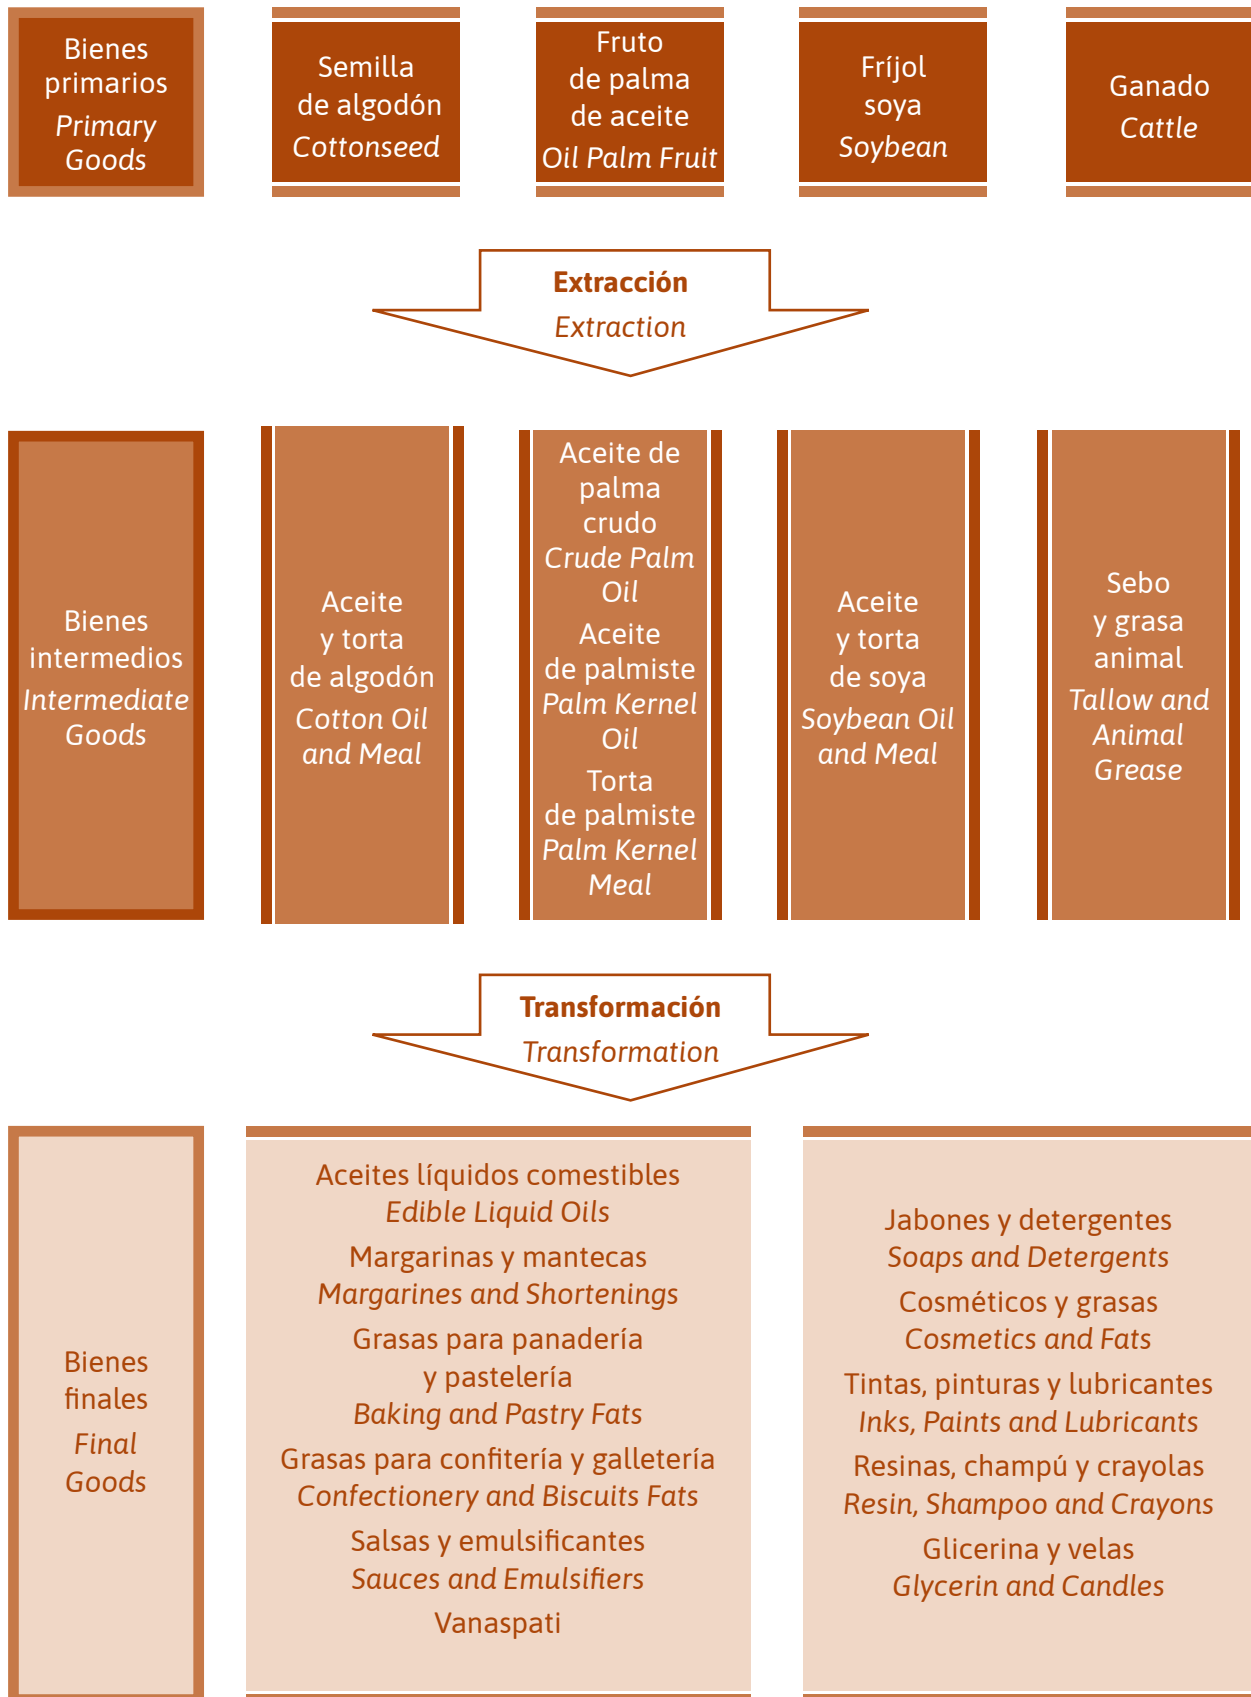 Bienes
primarios
Primary
Goods
Semilla
de algodón
Cottonseed
Fruto
de palma
de aceite
Oil Palm Fruit
Fríjol
soya
Soybean
Ganado
Cattle
Extracción
Extraction
Bienes
intermedios
Intermediate
Goods
Aceite
y torta
de algodón
Cotton Oil
and Meal
Aceite de
palma
crudo
Crude Palm
Oil
Aceite
de palmiste
Palm Kernel
Oil
Torta
de palmiste
Palm Kernel
Meal
Aceite
y torta
de soya
Soybean Oil
and Meal
Sebo
y grasa
animal
Tallow and
Animal
Grease
Transformación
Transformation
Bienes
finales
Final
Goods
Aceites líquidos comestibles
Edible Liquid Oils
Margarinas y mantecas
Margarines and Shortenings
Grasas para panadería
y pastelería
Baking and Pastry Fats
Grasas para confitería y galletería
Confectionery and Biscuits Fats
Salsas y emulsificantes
Sauces and Emulsifiers
Vanaspati
Jabones y detergentes
Soaps and Detergents
Cosméticos y grasas
Cosmetics and Fats
Tintas, pinturas y lubricantes
Inks, Paints and Lubricants
Resinas, champú y crayolas
Resin, Shampoo and Crayons
Glicerina y velas
Glycerin and Candles